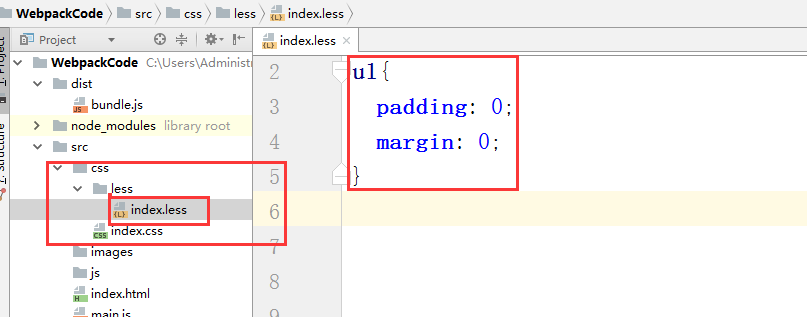 WebpackCode src css less index.less
Project
index.less
1: Project
Z: Structure
WebpackCode C:\Users\Administr
dist
bundle.js
node_modules library root
src
css
less
index.less
index.css
images
js
index.html
main.js
2 ul{
3 padding: 0;
4 margin: 0;
5 }
6
7
8
9